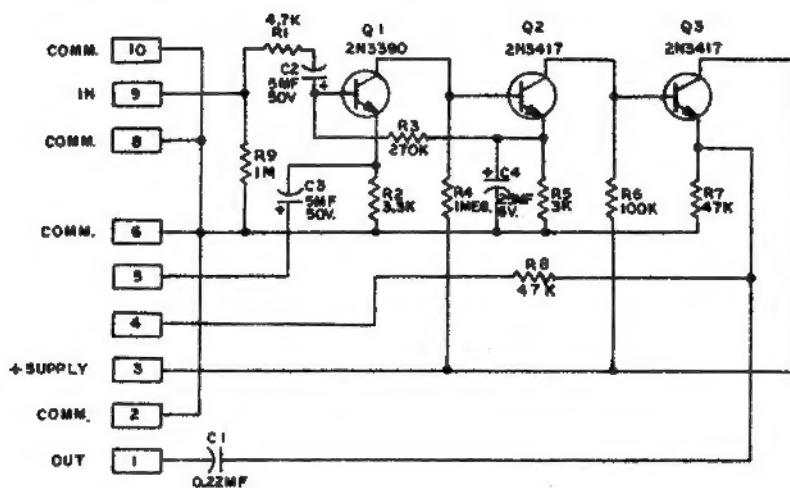 4.7K
R1
Q1
2N3390
Q2
2N3417
Q3
2N3417
COMM. 10
C2
5MF
50V
+
IN 9
COMM. 8
R3
270K
R9
1M
C3
5MF
50V.
+
R2
3.3K
R4
1MEG.
C4
+
25MF
6V.
R5
3K
R6
100K
R7
47K
COMM. 6
5
R8
47K
4
+SUPPLY 3
COMM. 2
OUT 1
C1
0.22MF